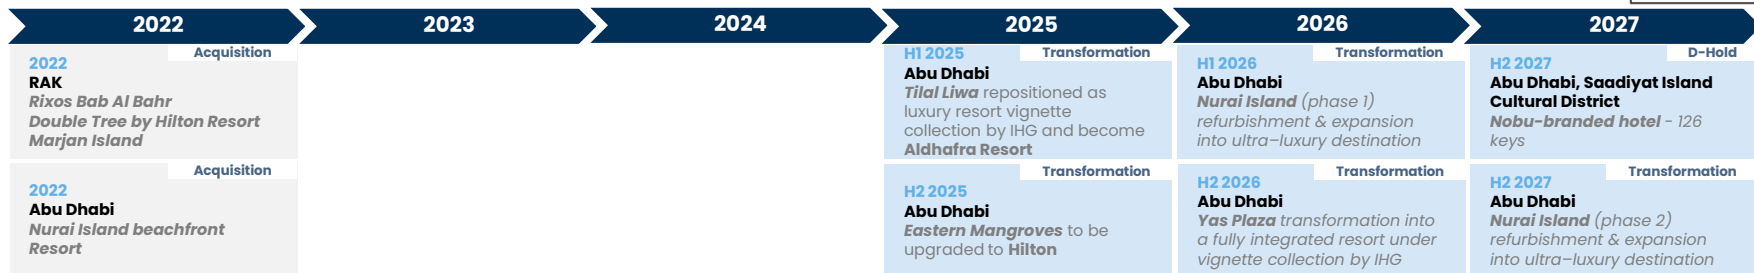 2022
2023
2024
2025
2026
2027
Acquisition
2022
RAK
Rixos Bab Al Bahr
Double Tree by Hilton Resort
Marjan Island
Acquisition
2022
Abu Dhabi
Nurai Island beachfront
Resort
Transformation
H1 2025
Abu Dhabi
Tilal Liwa repositioned as
luxury resort vignette
collection by IHG and become
Aldhafra Resort
Transformation
H2 2025
Abu Dhabi
Eastern Mangroves to be
upgraded to Hilton
Transformation
H1 2026
Abu Dhabi
Nurai Island (phase 1)
refurbishment & expansion
into ultra–luxury destination
Transformation
H2 2026
Abu Dhabi
Yas Plaza transformation into
a fully integrated resort under
vignette collection by IHG
D-Hold
H2 2027
Abu Dhabi, Saadiyat Island
Cultural District
Nobu-branded hotel - 126
keys
Transformation
H2 2027
Abu Dhabi
Nurai Island (phase 2)
refurbishment & expansion
into ultra–luxury destination